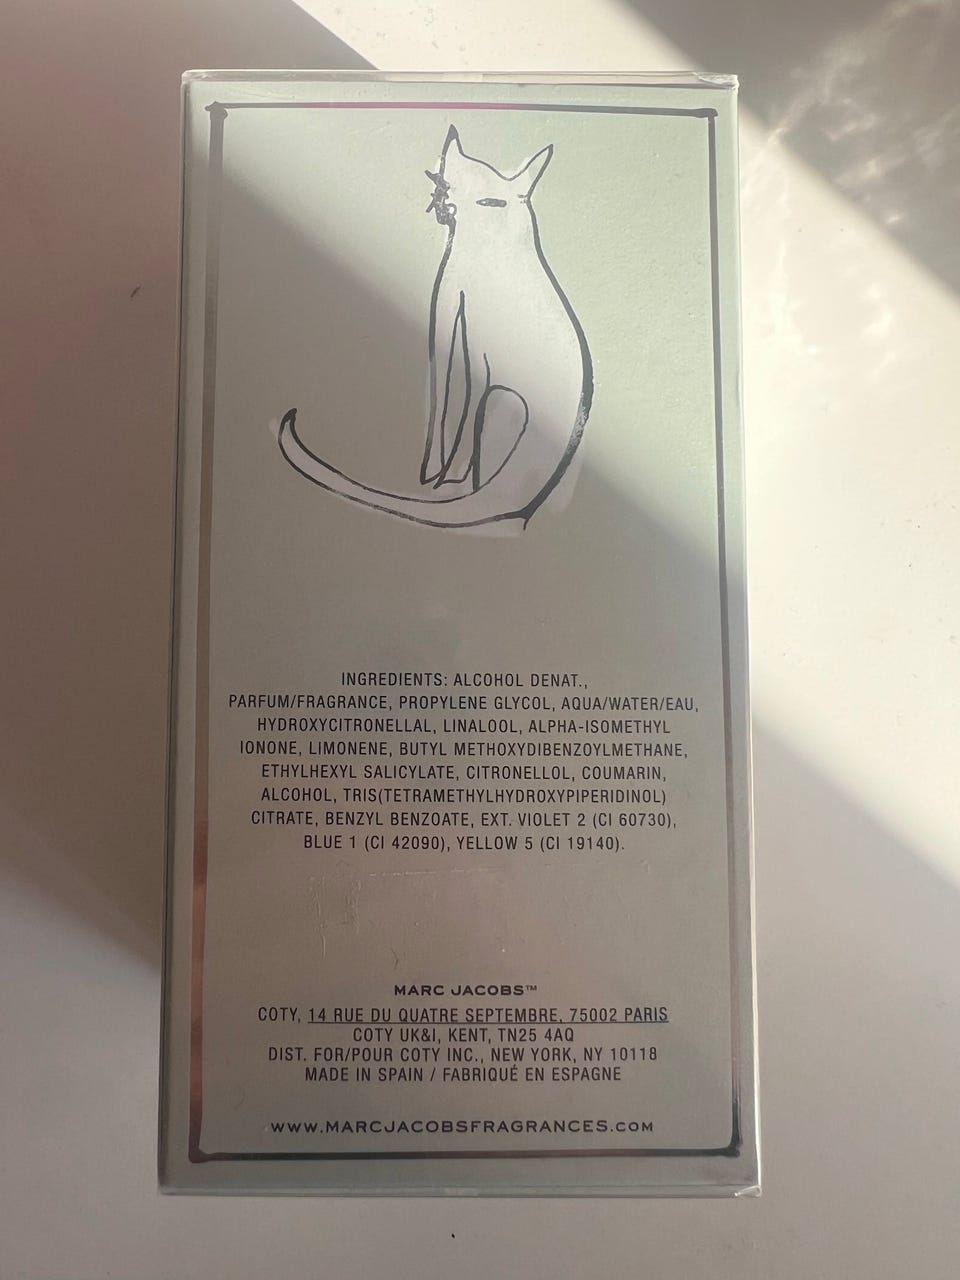 INGREDIENTS: ALCOHOL DENAT.,
PARFUM/FRAGRANCE, PROPYLENE GLYCOL, AQUA/WATER/EAU,
HYDROXYCITRONELLAL, LINALOOL, ALPHA-ISOMETHYL
IONONE, LIMONENE, BUTYL METHOXYDIBENZOYLMETHANE,
ETHYLHEXYL SALICYLATE, CITRONELLOL, COUMARIN,
ALCOHOL, TRIS(TETRAMETHYLHYDROXYPIPERIDINOL)
CITRATE, BENZYL BENZOATE, EXT. VIOLET 2 (CI 60730),
BLUE 1 (CI 42090), YELLOW 5 (CI 19140).
MARC JACOBS™
COTY, 14 RUE DU QUATRE SEPTEMBRE, 75002 PARIS
COTY UK&I, KENT, TN25 4AQ
DIST. FOR/POUR COTY INC., NEW YORK, NY 10118
MADE IN SPAIN / FABRIQUÉ EN ESPAGNE
WWW.MARCJACOBSFRAGRANCES.COM